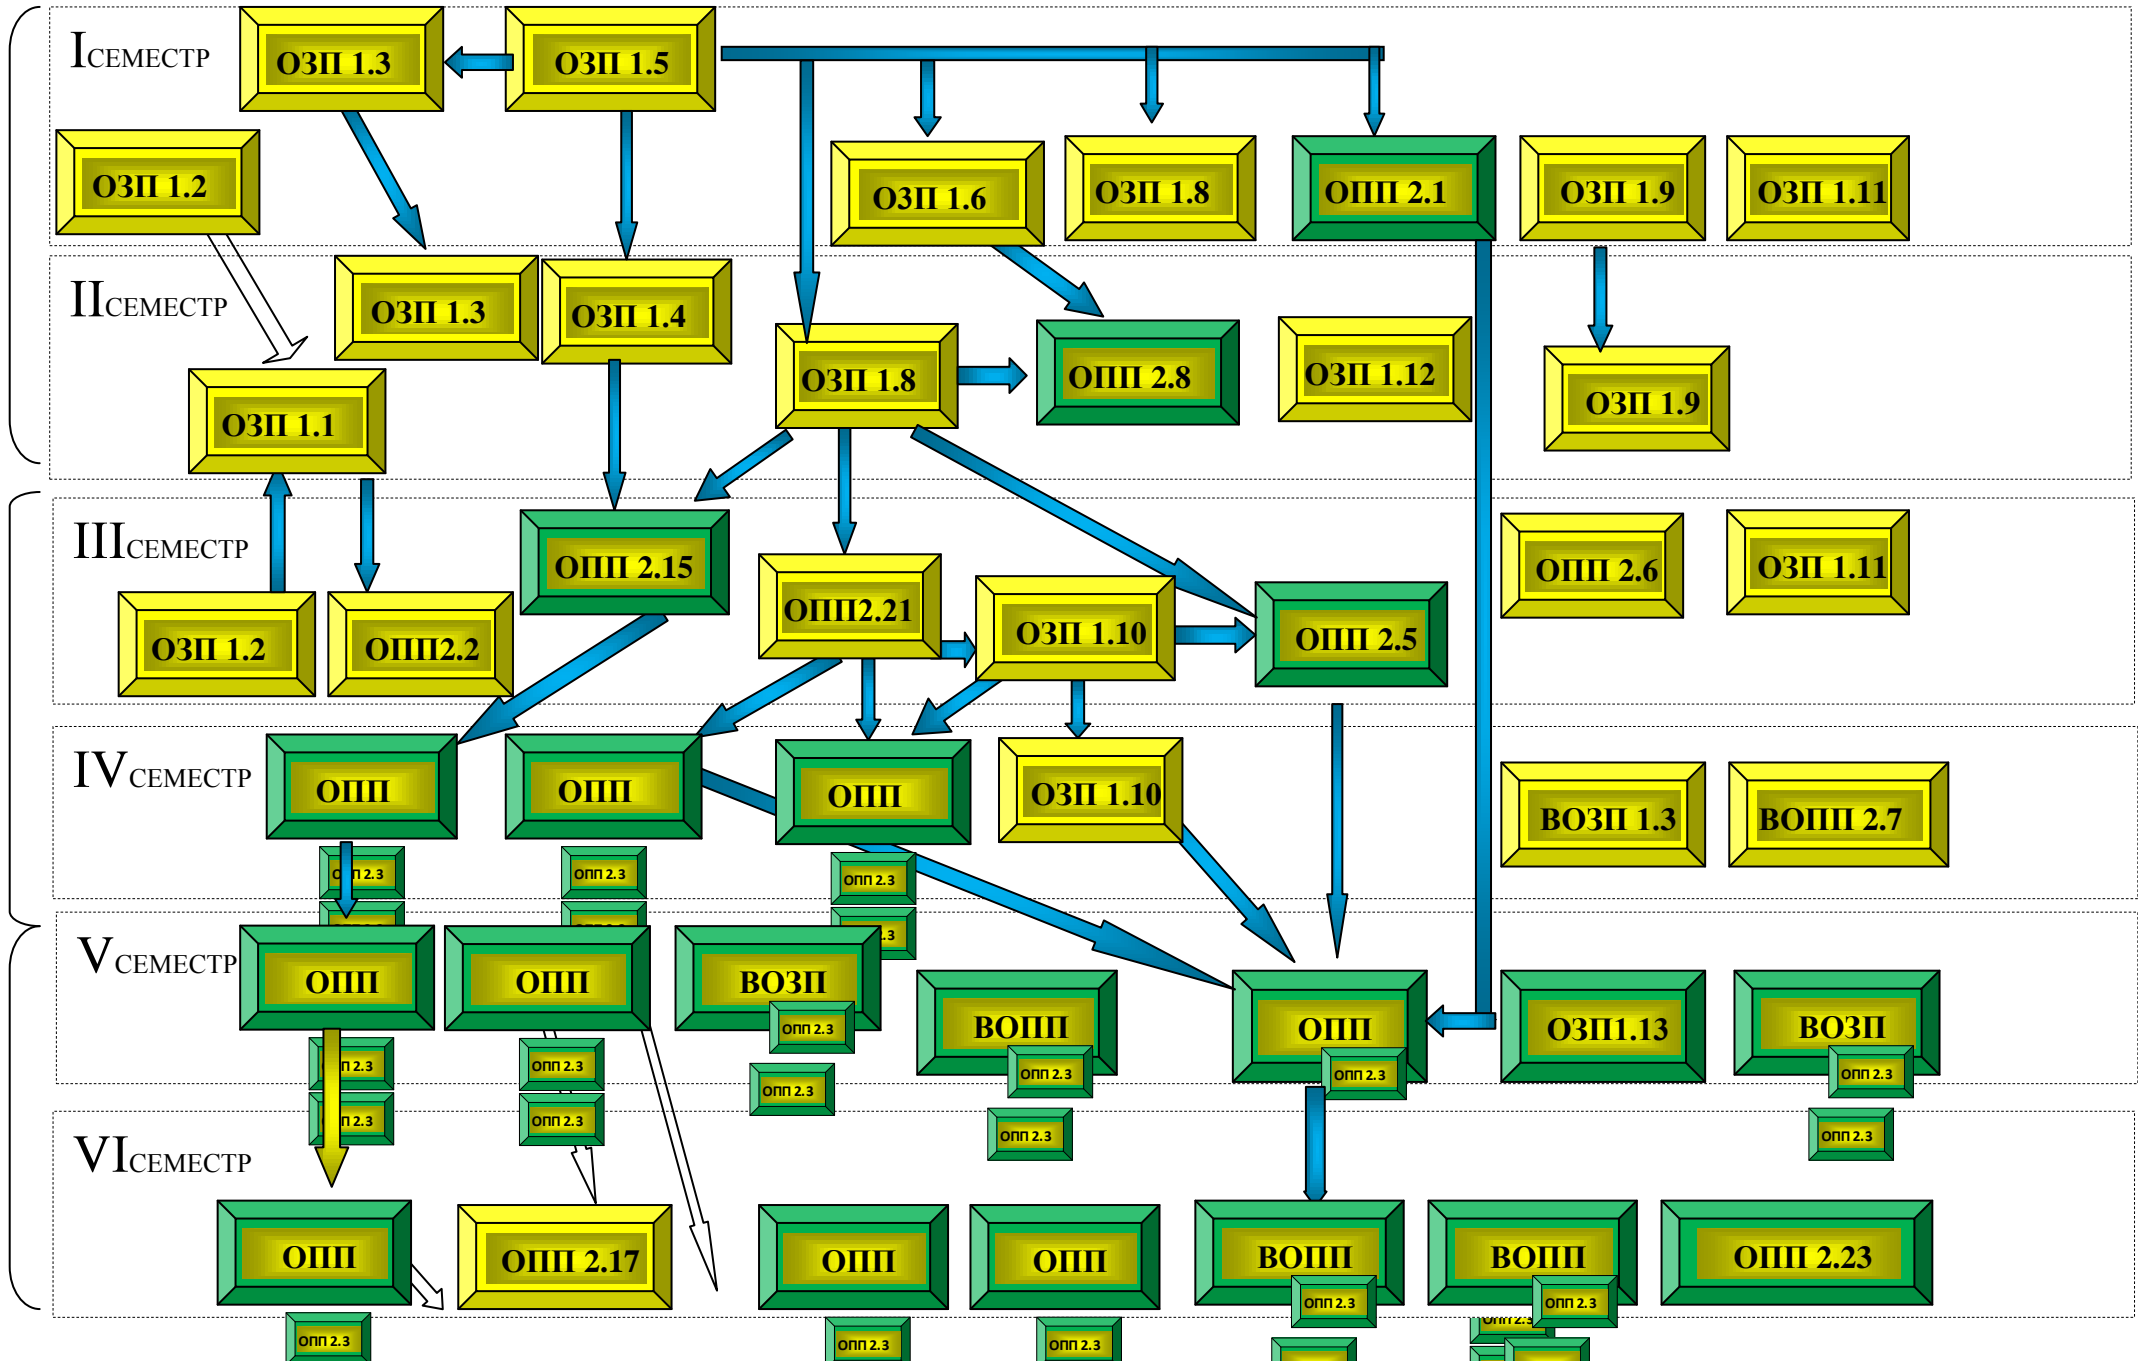 IСЕМЕСТР
ОЗП 1.3
ОЗП 1.5
ОЗП 1.2
ОЗП 1.6
ОЗП 1.8
ОПП 2.1
ОЗП 1.9
ОЗП 1.11
IIСЕМЕСТР
ОЗП 1.3
ОЗП 1.4
ОЗП 1.8
ОПП 2.8
ОЗП 1.12
ОЗП 1.9
ОЗП 1.1
IIIСЕМЕСТР
ОПП 2.15
ОПП2.21
ОЗП 1.10
ОПП 2.5
ОПП 2.6
ОЗП 1.11
ОЗП 1.2
ОПП2.2
IVСЕМЕСТР
ОПП
ОПП
ОПП
ОЗП 1.10
ВОЗП 1.3
ВОПП 2.7
ОПП 2.3
ОПП 2.3
VСЕМЕСТР
ОПП
ОПП
ВОЗП
ВОПП
ОПП
ОЗП1.13
ВОЗП
ОПП 2.3
ОПП 2.3
ОПП 2.3
ОПП 2.3
ОПП 2.3
ОПП 2.3
ОПП 2.3
ОПП 2.3
ОПП 2.3
VIСЕМЕСТР
ОПП
ОПП 2.17
ОПП
ОПП
ВОПП
ВОПП
ОПП 2.23
ОПП 2.3
ОПП 2.3
ОПП 2.3
ОПП 2.3
ОПП 2.3